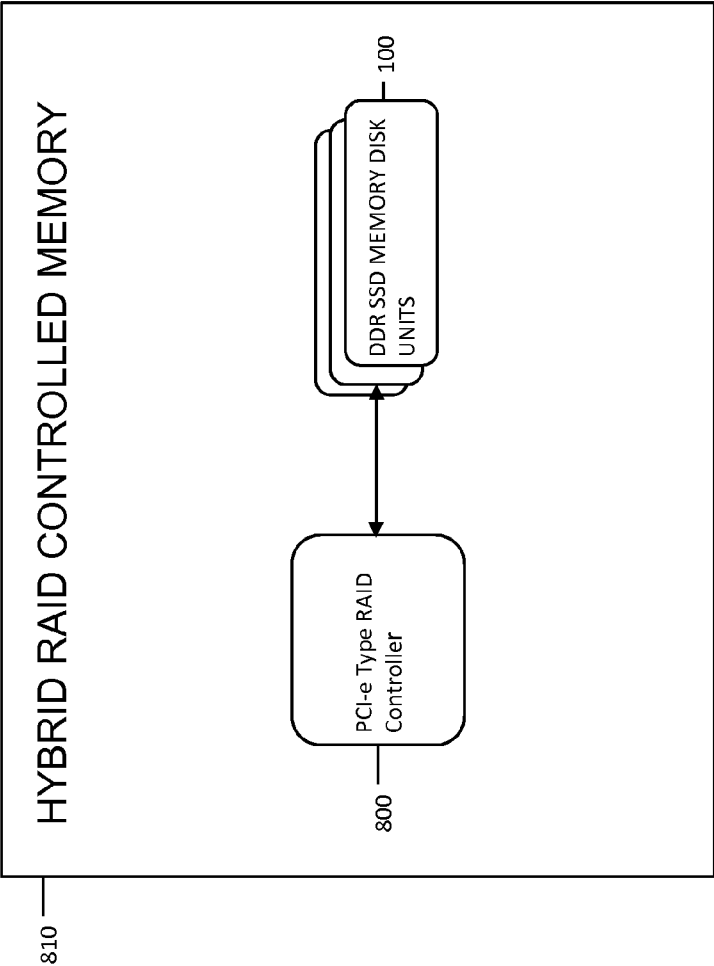 HYBRID RAID CONTROLLED MEMORY
810
800
PCI-e Type RAID
Controller
DDR SSD MEMORY DISK
UNITS
100